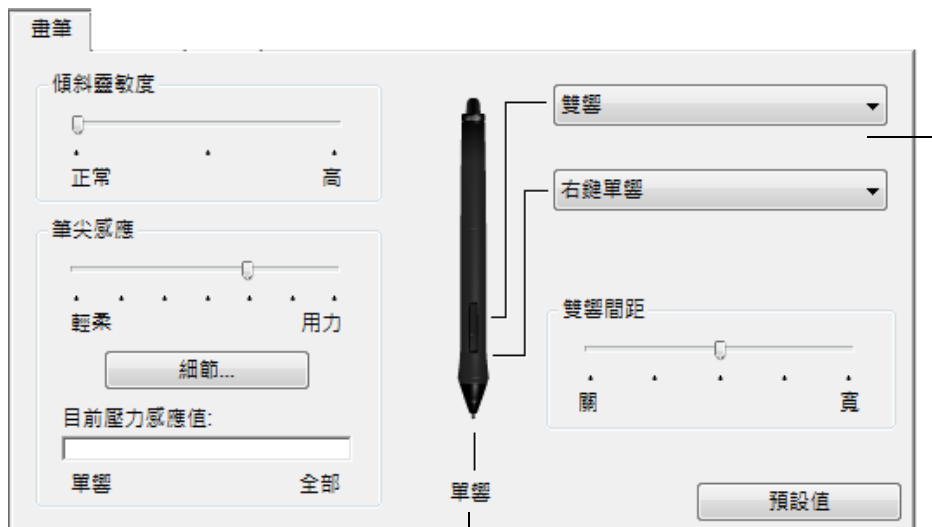 畫筆
傾斜靈敏度
正常
高
筆尖感應
輕柔
用力
細節...
目前壓力感應值:
單響
全部
雙響
右鍵單響
雙響間距
關
寬
單響
預設值